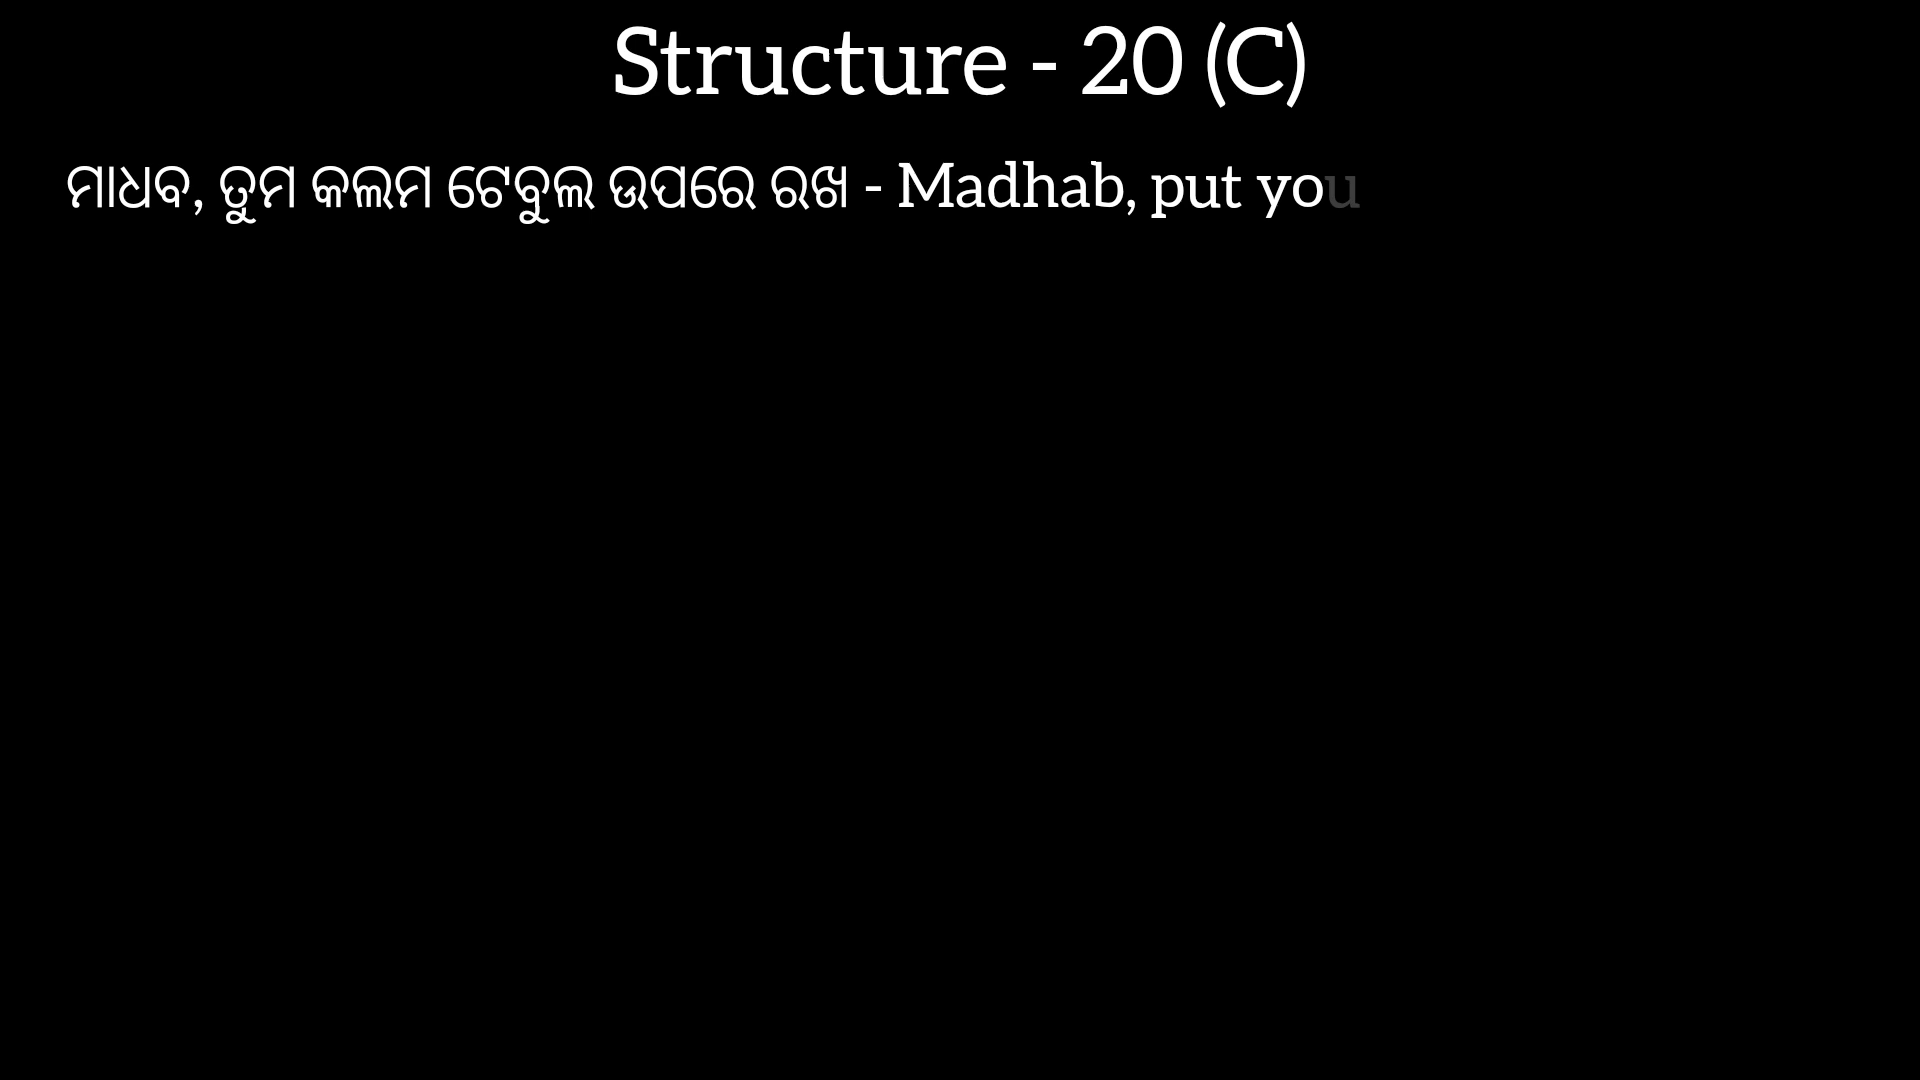 Structure - 20 (C)
ମାଧବ, ତୁମ କଲମ ଟେବୁଲ ଉପରେ ରଖ - Madhab, put you